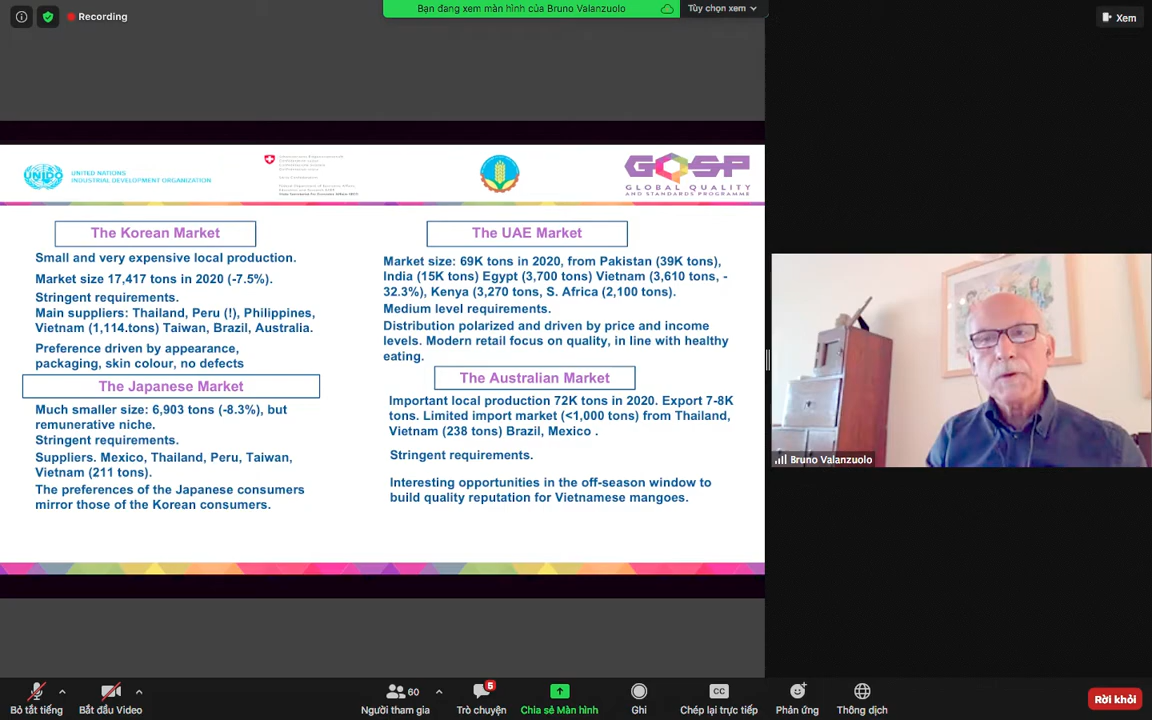 Recording
Bạn đang xem màn hình của Bruno Valanzuolo
Tùy chọn xem
Xem
UNIDO
UNITED NATIONS
INDUSTRIAL DEVELOPMENT ORGANIZATION
GQSP
GLOBAL QUALITY
AND STANDARDS PROGRAMME
The Korean Market
Small and very expensive local production.
Market size 17,417 tons in 2020 (-7.5%).
Stringent requirements.
Main suppliers: Thailand, Peru (!), Philippines,
Vietnam (1,114.tons) Taiwan, Brazil, Australia.
Preference driven by appearance,
packaging, skin colour, no defects
The Japanese Market
Much smaller size: 6,903 tons (-8.3%), but
remunerative niche.
Stringent requirements.
Suppliers. Mexico, Thailand, Peru, Taiwan,
Vietnam (211 tons).
The preferences of the Japanese consumers
mirror those of the Korean consumers.
The UAE Market
Market size: 69K tons in 2020, from Pakistan (39K tons),
India (15K tons) Egypt (3,700 tons) Vietnam (3,610 tons, -
32.3%), Kenya (3,270 tons, S. Africa (2,100 tons).
Medium level requirements.
Distribution polarized and driven by price and income
levels. Modern retail focus on quality, in line with healthy
eating.
The Australian Market
Important local production 72K tons in 2020. Export 7-8K
tons. Limited import market (<1,000 tons) from Thailand,
Vietnam (238 tons) Brazil, Mexico .
Stringent requirements.
Interesting opportunities in the off-season window to
build quality reputation for Vietnamese mangoes.
Bruno Valanzuolo
Bỏ tắt tiếng
Bắt đầu Video
60
Người tham gia
5
Trò chuyện
Chia sẻ Màn hình
Ghi
CC
Chép lại trực tiếp
Phản ứng
Thông dịch
Rời khỏi